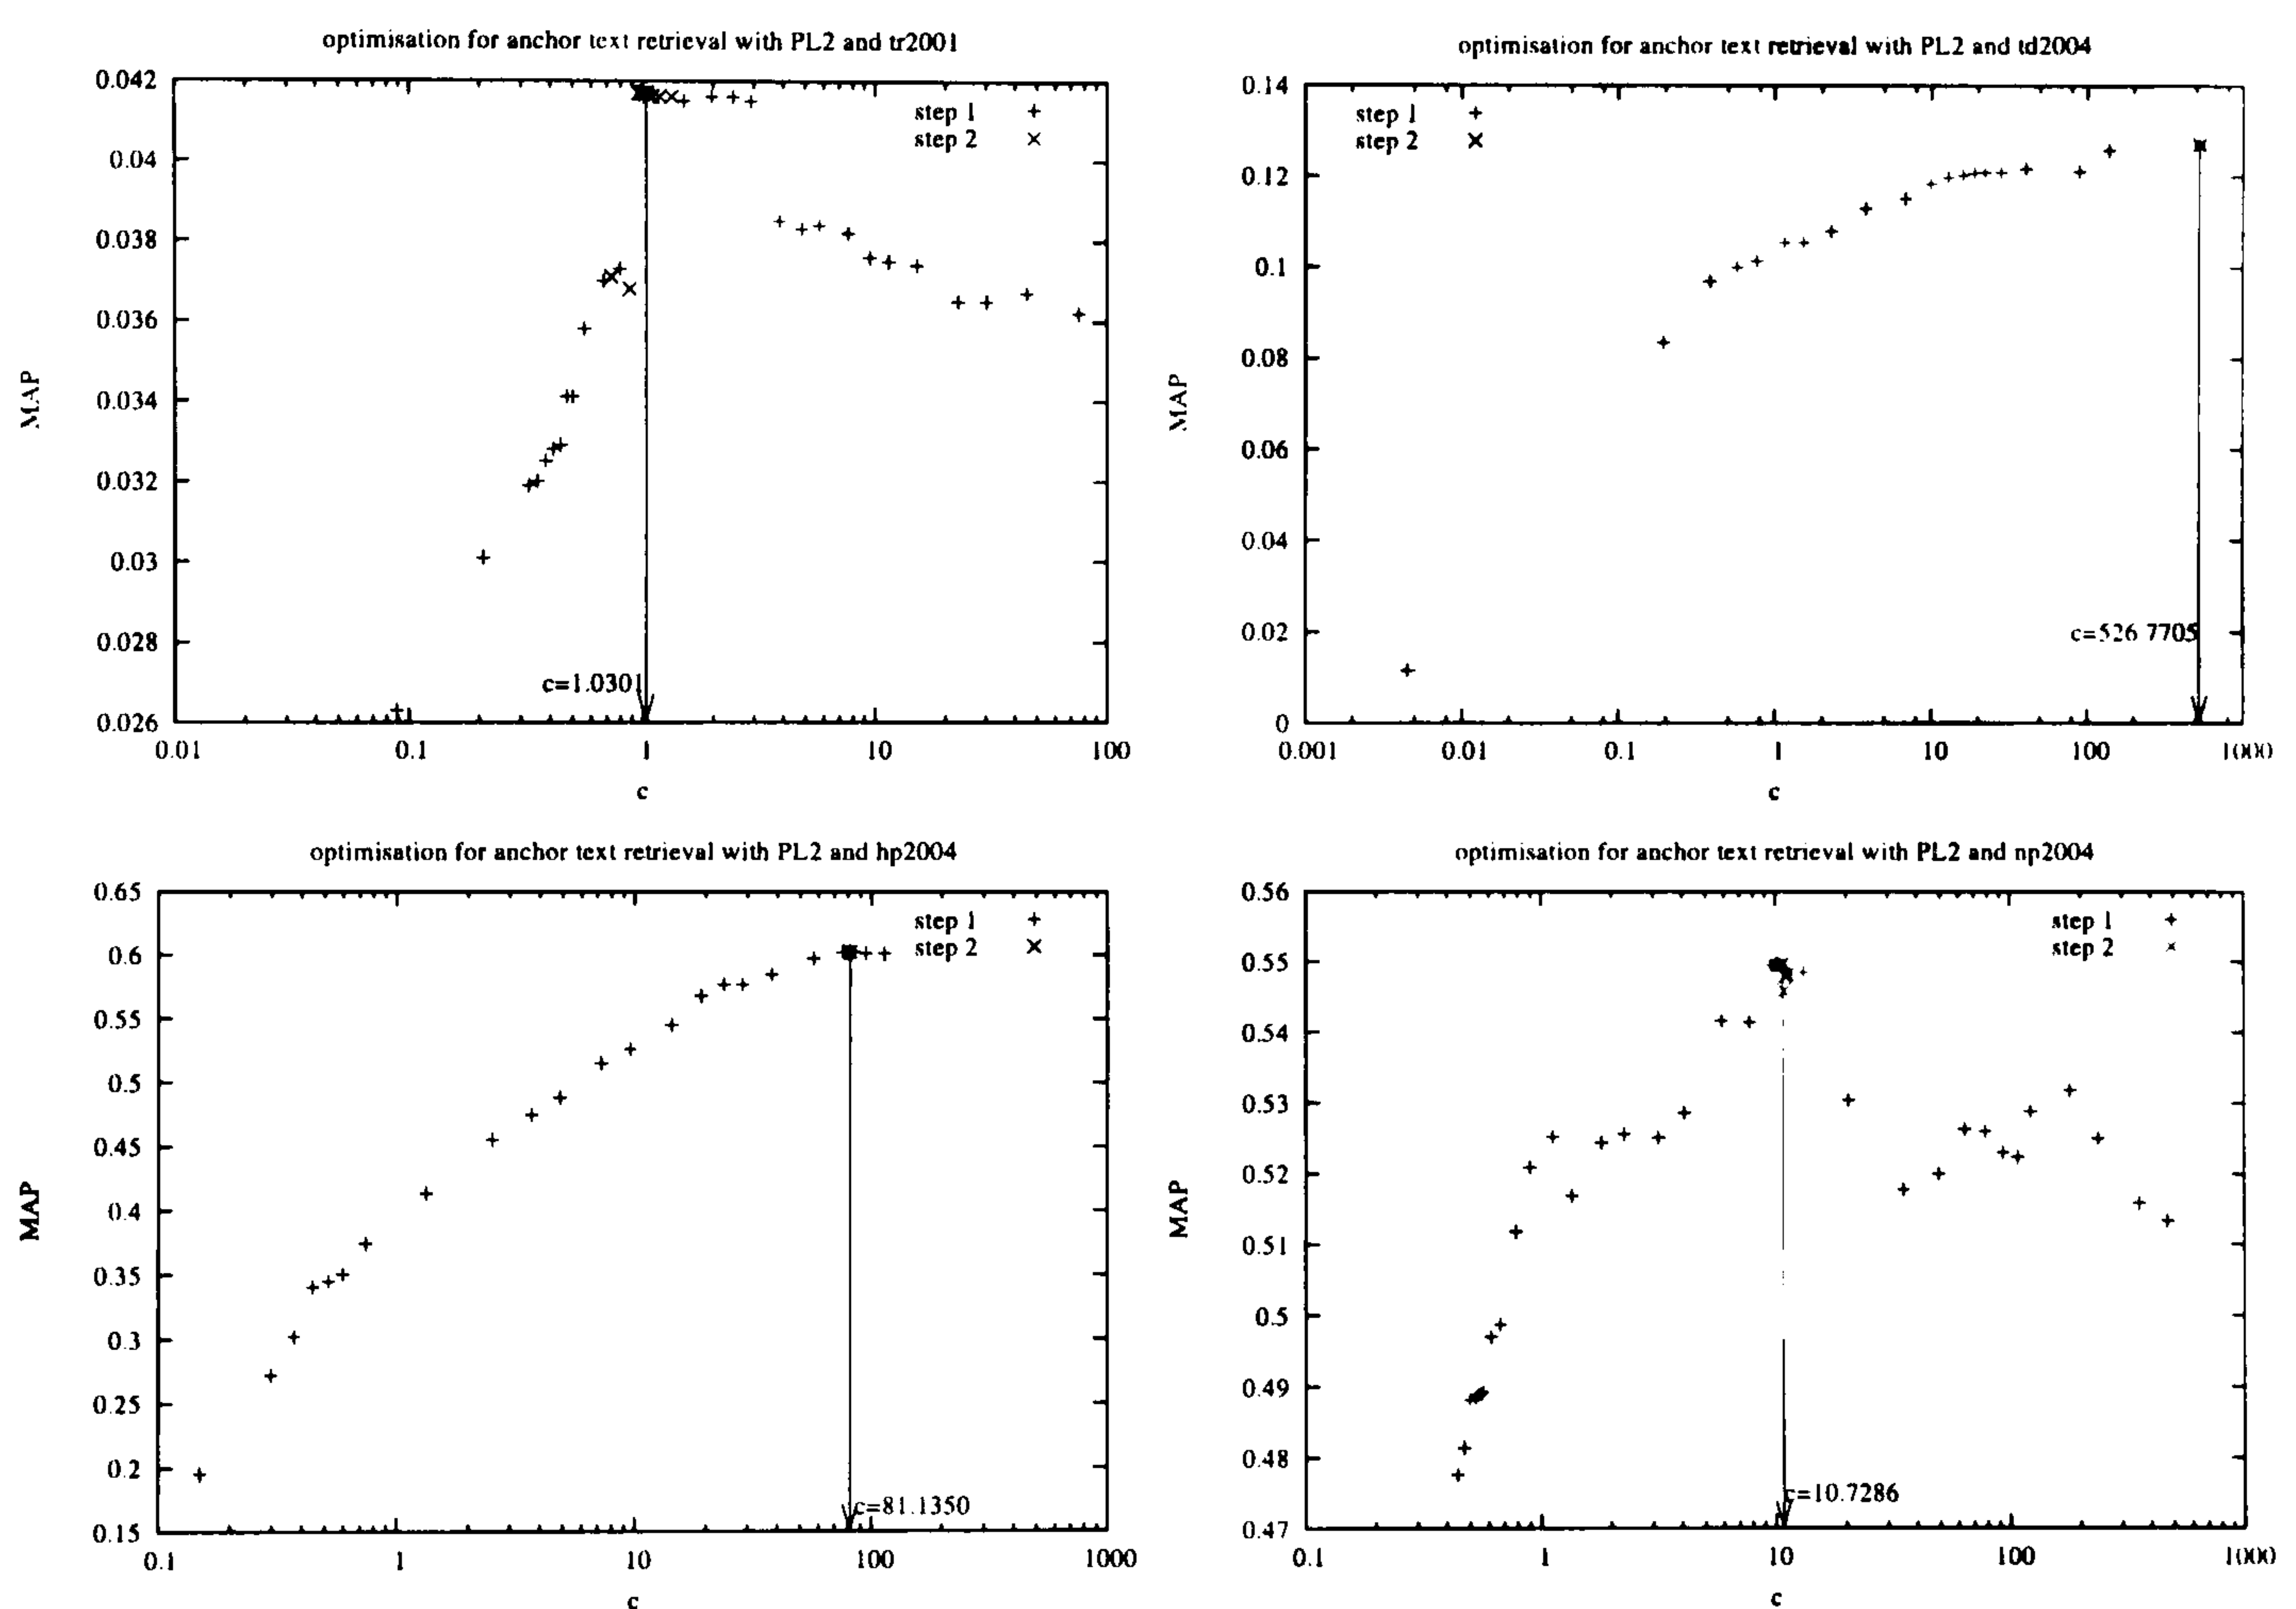 optimisation for anchor text retrieval with PL2 and tr2001
0.042
0.04
0.038
0.036
0.034
0.032
0.03
0.028
0.026
MAP
step 1
step 2
c=1.0301
0.01 0.1 1 10 100
c
optimisation for anchor text retrieval with PL2 and td2004
0.14
0.12
0.1
0.08
0.06
0.04
0.02
0
MAP
step 1
step 2
c=526.7705
0.001 0.01 0.1 1 10 100 1000
c
optimisation for anchor text retrieval with PL2 and hp2004
0.65
0.6
0.55
0.5
0.45
0.4
0.35
0.3
0.25
0.2
0.15
MAP
step 1
step 2
c=81.1350
0.1 1 10 100 1000
c
optimisation for anchor text retrieval with PL2 and np2004
0.56
0.55
0.54
0.53
0.52
0.51
0.5
0.49
0.48
0.47
MAP
step 1
step 2
c=10.7286
0.1 1 10 100 1000
c